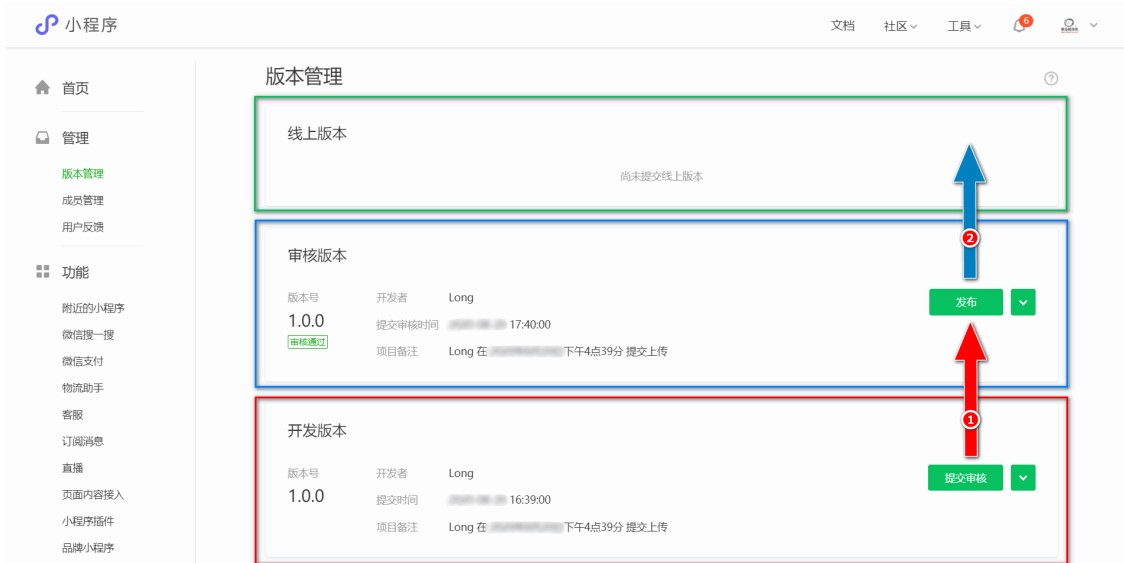 小程序
文档 社区 工具 6
首页
管理
版本管理
成员管理
用户反馈
功能
附近的小程序
微信搜一搜
微信支付
物流助手
客服
订阅消息
直播
页面内容接入
小程序插件
品牌小程序
版本管理 ?
线上版本
尚未提交线上版本
2
审核版本
版本号 开发者 Long
1.0.0
审核通过
提交审核时间 17:40:00
项目备注 Long 在 下午4点39分 提交上传
发布
1
开发版本
版本号 开发者 Long
1.0.0
提交时间 16:39:00
项目备注 Long 在 下午4点39分 提交上传
提交审核